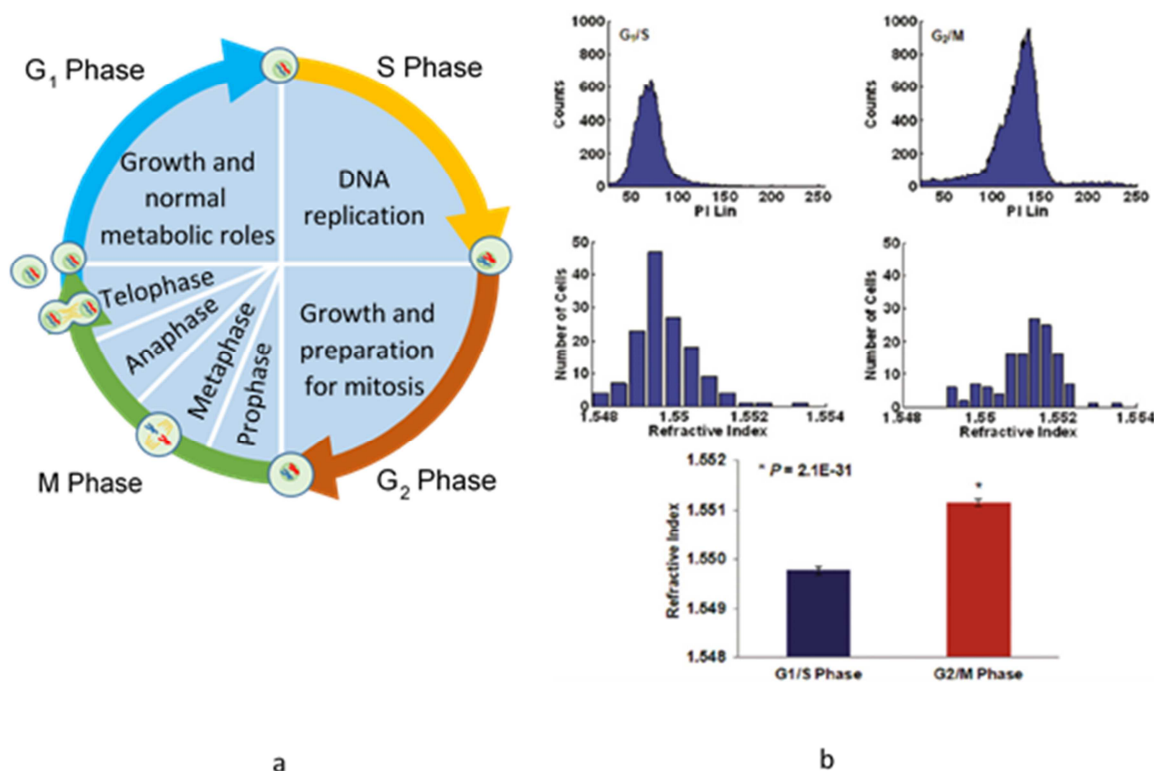 G1 Phase
S Phase
Growth and
normal
metabolic roles
DNA
replication
Telophase
Anaphase
Metaphase
Prophase
Growth and
preparation
for mitosis
M Phase
G2 Phase
a
1000
800
600
400
200
0
Counts
G1/S
50 100 150 200 250
PI Lin
1000
800
600
400
200
0
Counts
G2/M
50 100 150 200 250
PI Lin
50
40
30
20
10
0
Number of Cells
1.548 1.55 1.552 1.554
Refractive Index
50
40
30
20
10
0
Number of Cells
1.548 1.55 1.552 1.554
Refractive Index
1.552
1.551
1.550
1.549
1.548
Refractive Index
* P = 2.1E-31
*
G1/S Phase G2/M Phase
b